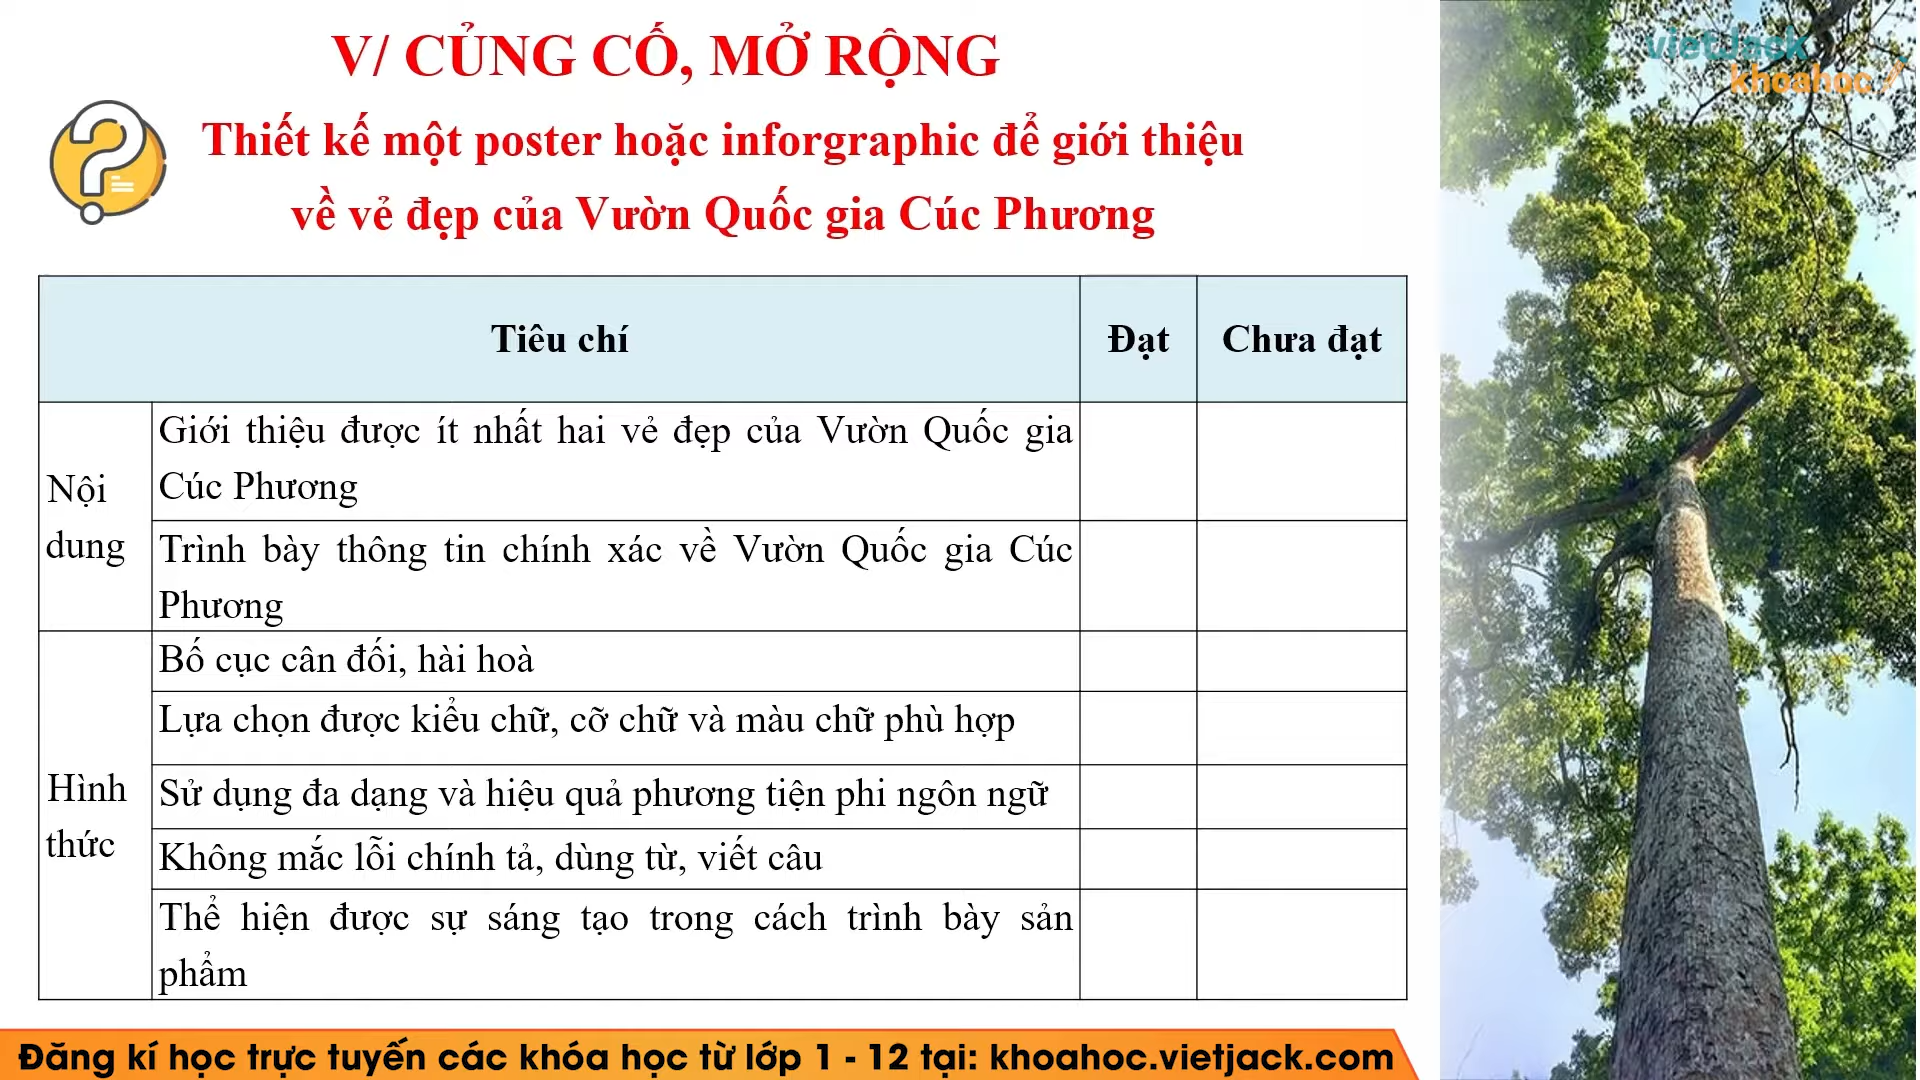 V/ CỦNG CỐ, MỞ RỘNG
vietJack
khoahoc
Thiết kế một poster hoặc inforgraphic để giới thiệu
về vẻ đẹp của Vườn Quốc gia Cúc Phương
Tiêu chí Đạt Chưa đạt
Nội
dung
Giới thiệu được ít nhất hai vẻ đẹp của Vườn Quốc gia
Cúc Phương
Trình bày thông tin chính xác về Vườn Quốc gia Cúc
Phương
Hình
thức
Bố cục cân đối, hài hoà
Lựa chọn được kiểu chữ, cỡ chữ và màu chữ phù hợp
Sử dụng đa dạng và hiệu quả phương tiện phi ngôn ngữ
Không mắc lỗi chính tả, dùng từ, viết câu
Thể hiện được sự sáng tạo trong cách trình bày sản
phẩm
Đăng kí học trực tuyến các khóa học từ lớp 1 - 12 tại: khoahoc.vietjack.com